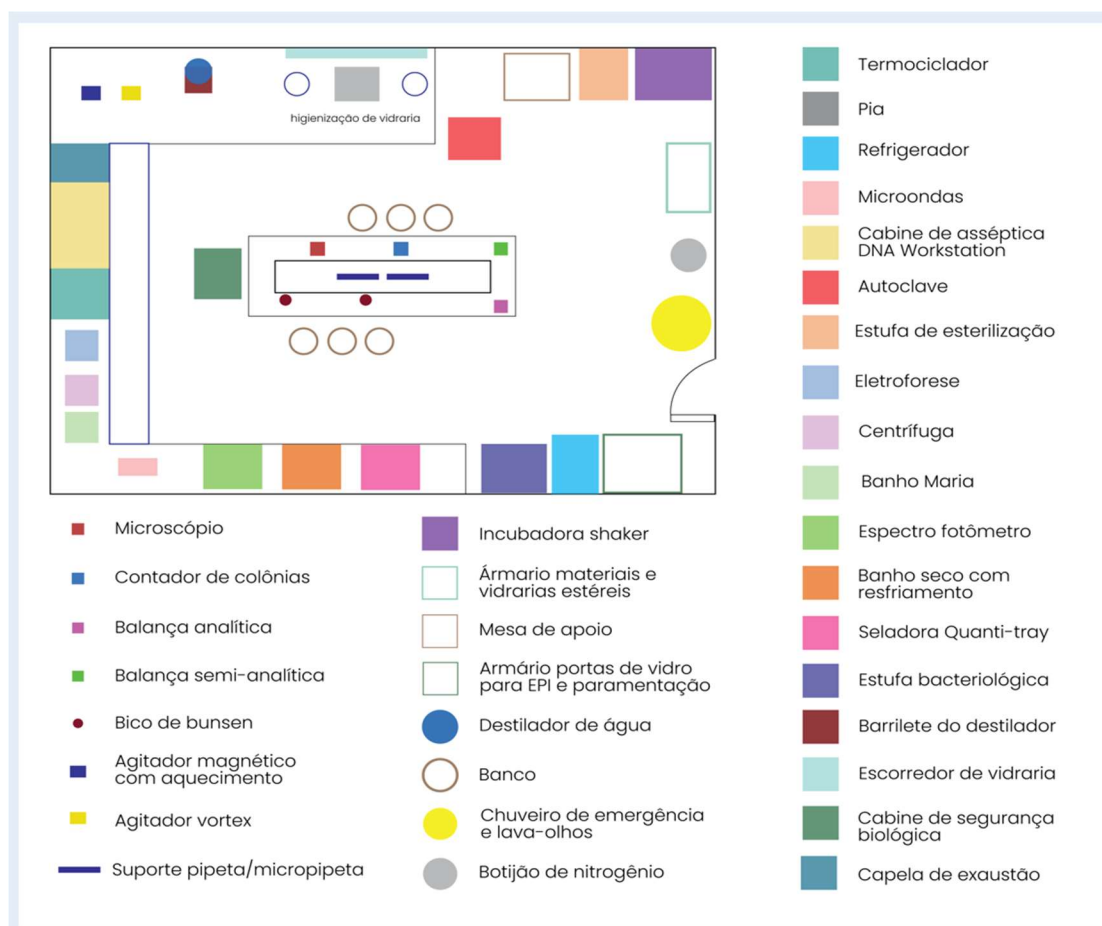 higienização de vidraria
Termociclador
Pia
Refrigerador
Microondas
Cabine de asséptica
DNA Workstation
Autoclave
Estufa de esterilização
Eletroforese
Centrífuga
Banho Maria
Espectro fotômetro
Banho seco com
resfriamento
Seladora Quanti-tray
Estufa bacteriológica
Barrilete do destilador
Escorredor de vidraria
Cabine de segurança
biológica
Capela de exaustão
Microscópio
Contador de colônias
Balança analítica
Balança semi-analítica
Bico de bunsen
Agitador magnético
com aquecimento
Agitador vortex
Suporte pipeta/micropipeta
Incubadora shaker
Ármario materiais e
vidrarias estéreis
Mesa de apoio
Armário portas de vidro
para EPI e paramentação
Destilador de água
Banco
Chuveiro de emergência
e lava-olhos
Botijão de nitrogênio